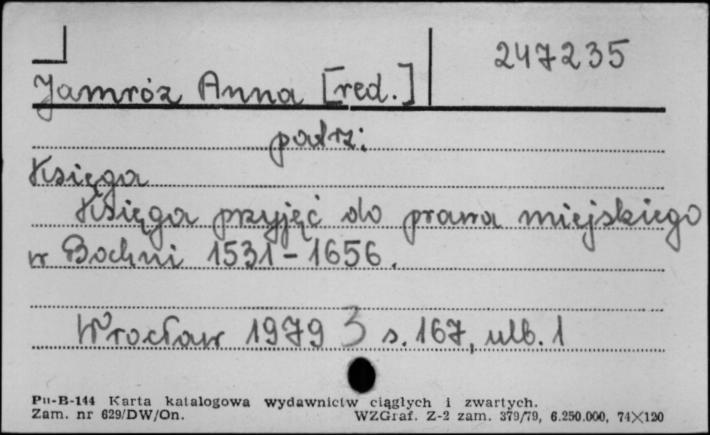 247235
Jamróz Anna [red.]
patrz:
Księga
Księga przyjęć do prawa miejskiego
w Bochni 1531-1656.
Wrocław 1979 3 s. 167, ulb. 1
Pu-B-144 Karta katalogowa wydawnictw ciągłych i zwartych.
Zam. nr 629/DW/On. WZGraf. Z-2 zam. 379/79, 6.250.000, 74×120